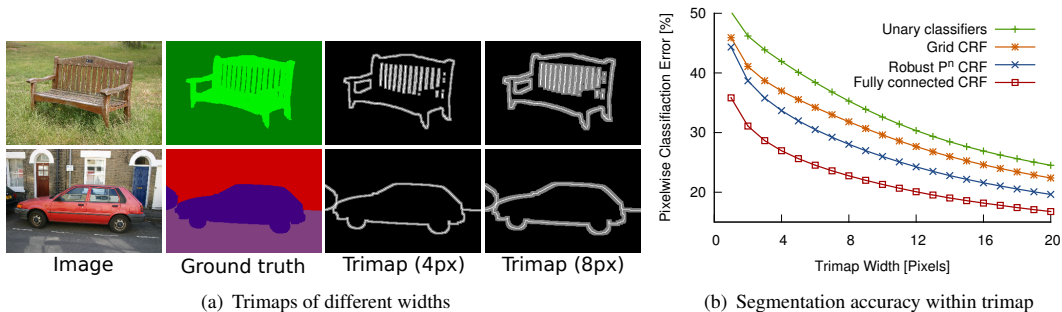 Image
Ground truth
Trimap (4px)
Trimap (8px)
(a) Trimaps of different widths
50
40
30
20
Pixelwise Classifiaction Error [%]
Unary classifiers
Grid CRF
Robust Pⁿ CRF
Fully connected CRF
0 4 8 12 16 20
Trimap Width [Pixels]
(b) Segmentation accuracy within trimap